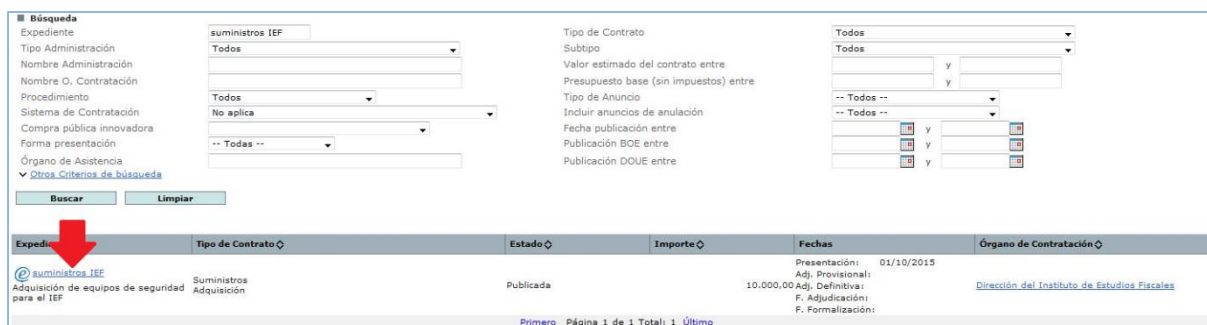 Búsqueda
Expediente suministros IEF Tipo de Contrato Todos
Tipo Administración Todos Subtipo Todos
Nombre Administración Valor estimado del contrato entre y
Nombre O. Contratación Presupuesto base (sin impuestos) entre y
Procedimiento Todos Tipo de Anuncio -- Todos --
Sistema de Contratación No aplica Incluir anuncios de anulación -- Todos --
Compra pública innovadora Fecha publicación entre y
Forma presentación -- Todas -- Publicación BOE entre y
Órgano de Asistencia Publicación DOUE entre y
Otros Criterios de búsqueda
Buscar Limpiar
Expedi Tipo de Contrato Estado Importe Fechas Órgano de Contratación
suministros IEF
Adquisición de equipos de seguridad
para el IEF
Suministros
Adquisición
Publicada
10.000,00
Presentación: 01/10/2015
Adj. Provisional:
Adj. Definitiva:
F. Adjudicación:
F. Formalización:
Dirección del Instituto de Estudios Fiscales
Primero Página 1 de 1 Total: 1 Último